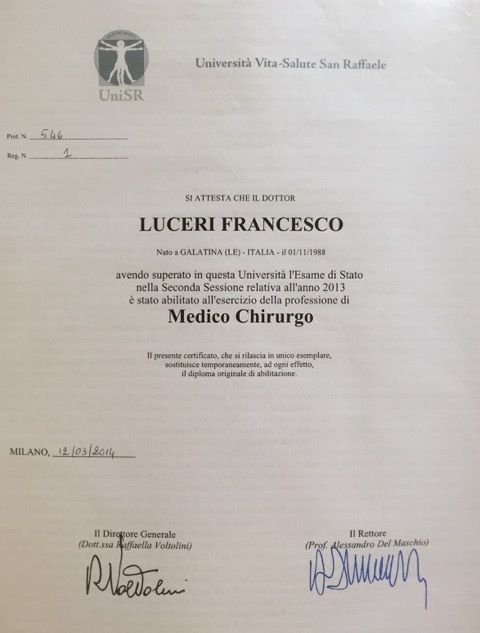 Università Vita-Salute San Raffaele
UniSR
Prot. N. 546
Reg. N. 1
SI ATTESTA CHE IL DOTTOR
LUCERI FRANCESCO
Nato a GALATINA (LE) - ITALIA - il 01/11/1988
avendo superato in questa Università l'Esame di Stato
nella Seconda Sessione relativa all'anno 2013
è stato abilitato all'esercizio della professione di
Medico Chirurgo
Il presente certificato, che si rilascia in unico esemplare,
sostituisce temporaneamente, ad ogni effetto,
il diploma originale di abilitazione.
MILANO, 12/03/2014
Il Direttore Generale
(Dott.ssa Raffaella Voltolini)
R Voltolini
Il Rettore
(Prof. Alessandro Del Maschio)